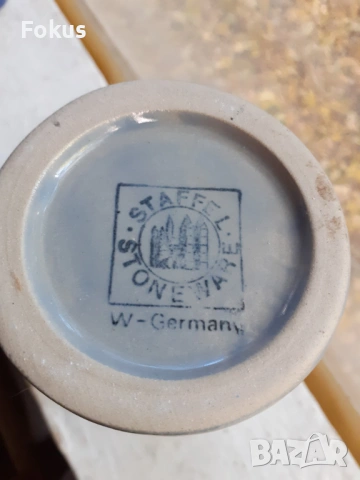 Fokus
· STAFFEL ·
STONEWARE
W-Germany
BAZAR